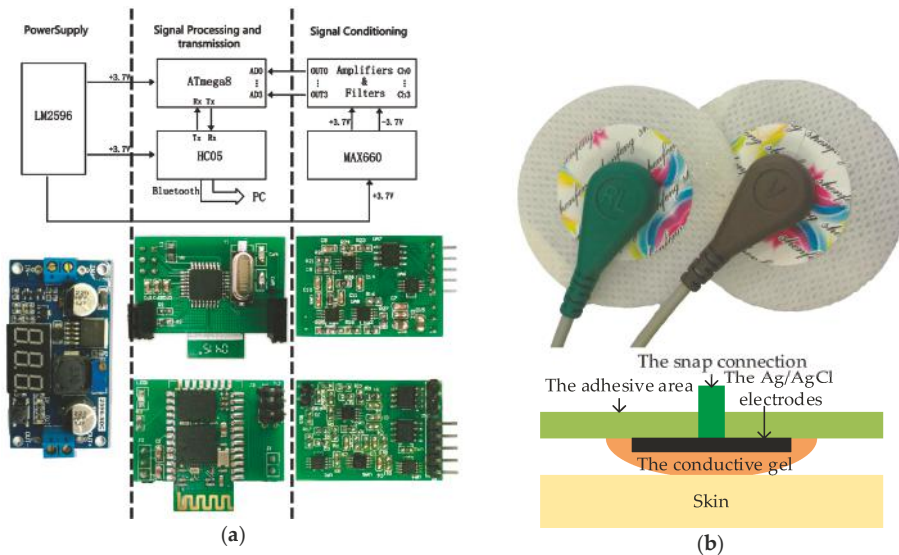 PowerSupply
Signal Processing and
transmission
Signal Conditioning
LM2596
+3.7V
ATmega8
AD0
⋮
AD3
Rx Tx
OUT0
⋮
OUT3
Amplifiers
&
Filters
Ch0
⋮
Ch3
+3.7V
Tx Rx
HC05
Bluetooth
PC
+3.7V
-3.7V
MAX660
+3.7V
(a)
The snap connection
The adhesive area
The Ag/AgCl
electrodes
The conductive gel
Skin
(b)